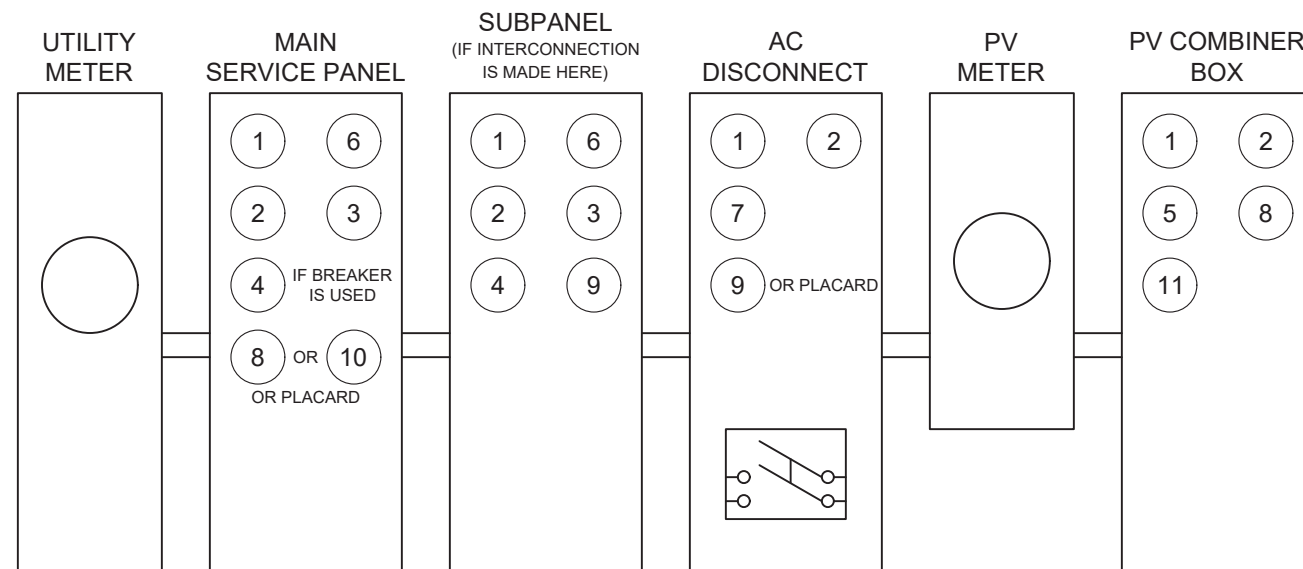 UTILITY
METER
MAIN
SERVICE PANEL
SUBPANEL
(IF INTERCONNECTION
IS MADE HERE)
AC
DISCONNECT
PV
METER
PV COMBINER
BOX
1 6
2 3
4 IF BREAKER
IS USED
8 OR 10
OR PLACARD
1 6
2 3
4 9
1 2
7
9 OR PLACARD
1 2
5 8
11